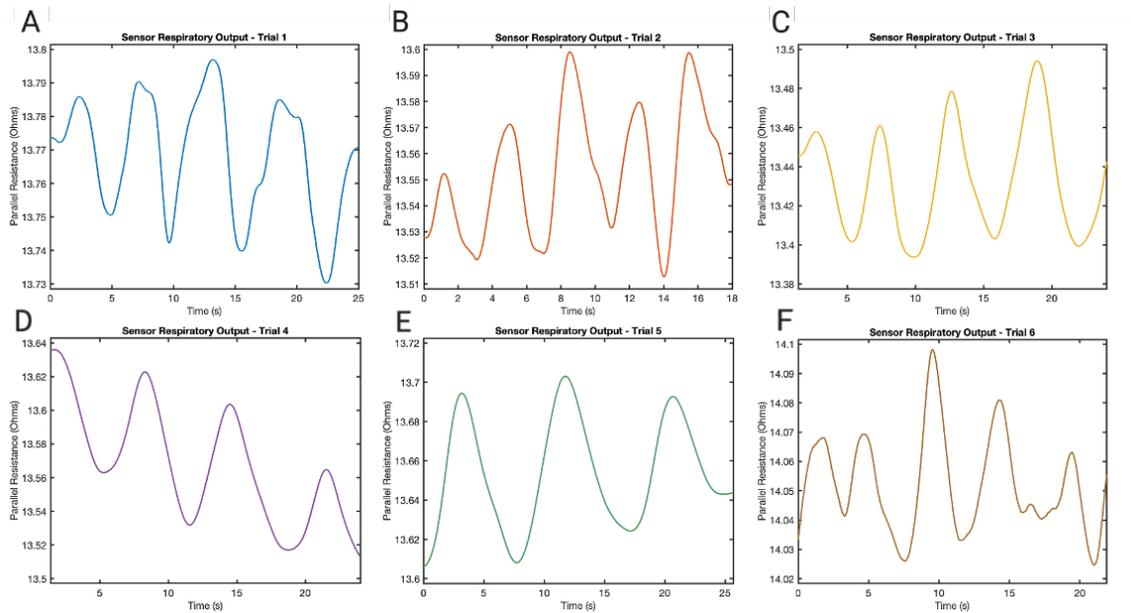 A
Sensor Respiratory Output - Trial 1
Parallel Resistance (Ohms)
13.8
13.79
13.78
13.77
13.76
13.75
13.74
13.73
0 5 10 15 20 25
Time (s)
B
Sensor Respiratory Output - Trial 2
Parallel Resistance (Ohms)
13.6
13.59
13.58
13.57
13.56
13.55
13.54
13.53
13.52
13.51
0 2 4 6 8 10 12 14 16 18
Time (s)
C
Sensor Respiratory Output - Trial 3
Parallel Resistance (Ohms)
13.5
13.48
13.46
13.44
13.42
13.4
13.38
5 10 15 20
Time (s)
D
Sensor Respiratory Output - Trial 4
Parallel Resistance (Ohms)
13.64
13.62
13.6
13.58
13.56
13.54
13.52
13.5
5 10 15 20
Time (s)
E
Sensor Respiratory Output - Trial 5
Parallel Resistance (Ohms)
13.72
13.7
13.68
13.66
13.64
13.62
13.6
0 5 10 15 20 25
Time (s)
F
Sensor Respiratory Output - Trial 6
Parallel Resistance (Ohms)
14.1
14.09
14.08
14.07
14.06
14.05
14.04
14.03
14.02
0 5 10 15 20
Time (s)